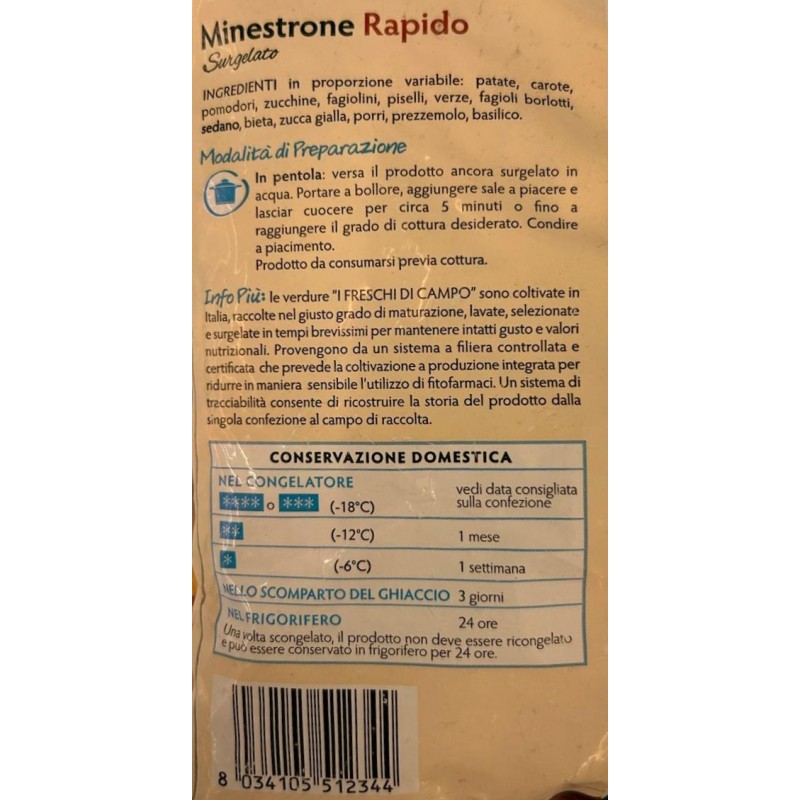 Minestrone Rapido
Surgelato
INGREDIENTI in proporzione variabile: patate, carote,
pomodori, zucchine, fagiolini, piselli, verze, fagioli borlotti,
sedano, bieta, zucca gialla, porri, prezzemolo, basilico.
Modalità di Preparazione
In pentola: versa il prodotto ancora surgelato in
acqua. Portare a bollore, aggiungere sale a piacere e
lasciar cuocere per circa 5 minuti o fino a
raggiungere il grado di cottura desiderato. Condire
a piacimento.
Prodotto da consumarsi previa cottura.
Info Più: le verdure "I FRESCHI DI CAMPO" sono coltivate in
Italia, raccolte nel giusto grado di maturazione, lavate, selezionate
e surgelate in tempi brevissimi per mantenere intatti gusto e valori
nutrizionali. Provengono da un sistema a filiera controllata e
certificata che prevede la coltivazione a produzione integrata per
ridurre in maniera sensibile l'utilizzo di fitofarmaci. Un sistema di
tracciabilità consente di ricostruire la storia del prodotto dalla
singola confezione al campo di raccolta.
CONSERVAZIONE DOMESTICA
NEL CONGELATORE
**** o *** (-18°C) vedi data consigliata
sulla confezione
** (-12°C) 1 mese
* (-6°C) 1 settimana
NELLO SCOMPARTO DEL GHIACCIO 3 giorni
NEL FRIGORIFERO 24 ore
Una volta scongelato, il prodotto non deve essere ricongelato
e può essere conservato in frigorifero per 24 ore.
8 034105 512344